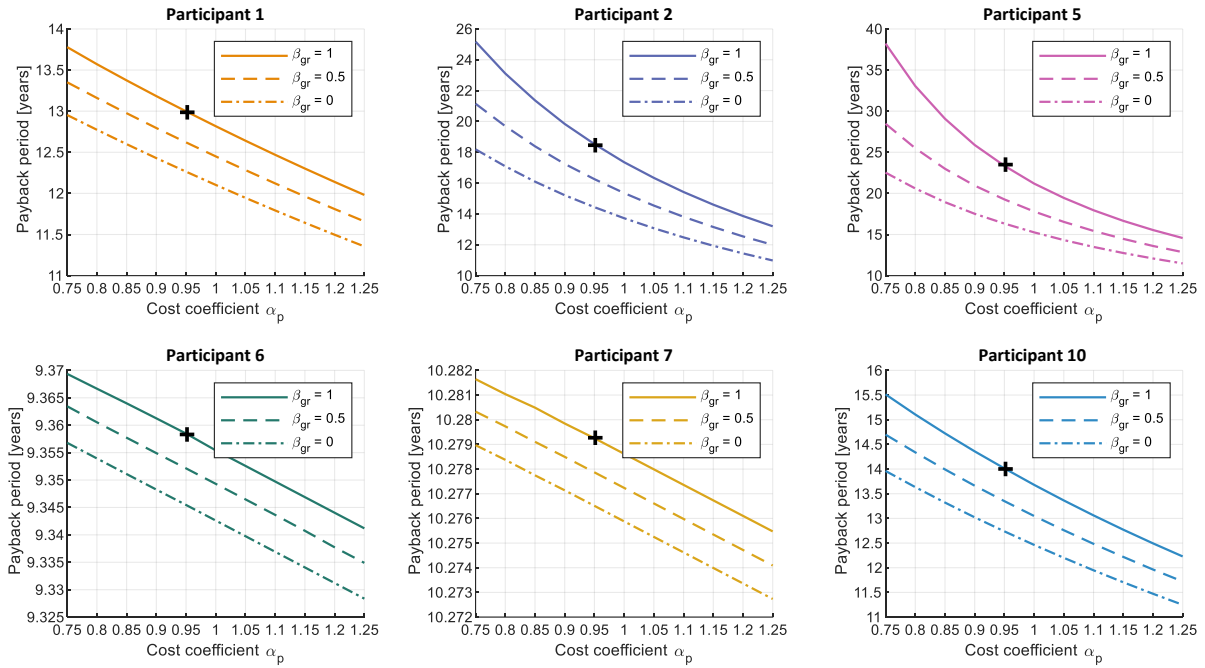 Participant 1
Payback period [years]
14
13.5
13
12.5
12
11.5
11
β_gr = 1
β_gr = 0.5
β_gr = 0
0.75 0.8 0.85 0.9 0.95 1 1.05 1.1 1.15 1.2 1.25
Cost coefficient α_p
Participant 2
Payback period [years]
26
24
22
20
18
16
14
12
10
β_gr = 1
β_gr = 0.5
β_gr = 0
0.75 0.8 0.85 0.9 0.95 1 1.05 1.1 1.15 1.2 1.25
Cost coefficient α_p
Participant 5
Payback period [years]
40
35
30
25
20
15
10
β_gr = 1
β_gr = 0.5
β_gr = 0
0.75 0.8 0.85 0.9 0.95 1 1.05 1.1 1.15 1.2 1.25
Cost coefficient α_p
Participant 6
Payback period [years]
9.37
9.365
9.36
9.355
9.35
9.345
9.34
9.335
9.33
9.325
β_gr = 1
β_gr = 0.5
β_gr = 0
0.75 0.8 0.85 0.9 0.95 1 1.05 1.1 1.15 1.2 1.25
Cost coefficient α_p
Participant 7
Payback period [years]
10.282
10.281
10.28
10.279
10.278
10.277
10.276
10.275
10.274
10.273
10.272
β_gr = 1
β_gr = 0.5
β_gr = 0
0.75 0.8 0.85 0.9 0.95 1 1.05 1.1 1.15 1.2 1.25
Cost coefficient α_p
Participant 10
Payback period [years]
16
15.5
15
14.5
14
13.5
13
12.5
12
11.5
11
β_gr = 1
β_gr = 0.5
β_gr = 0
0.75 0.8 0.85 0.9 0.95 1 1.05 1.1 1.15 1.2 1.25
Cost coefficient α_p